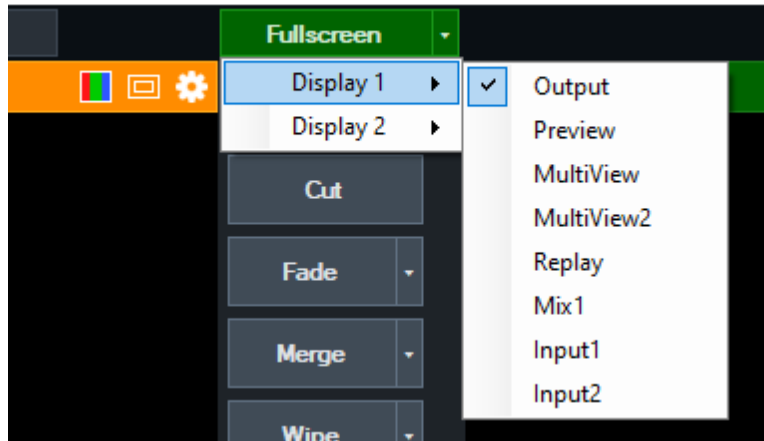 Fullscreen
Display 1
Display 2
Output
Preview
MultiView
MultiView2
Replay
Mix1
Input1
Input2
Cut
Fade
Merge
Wipe